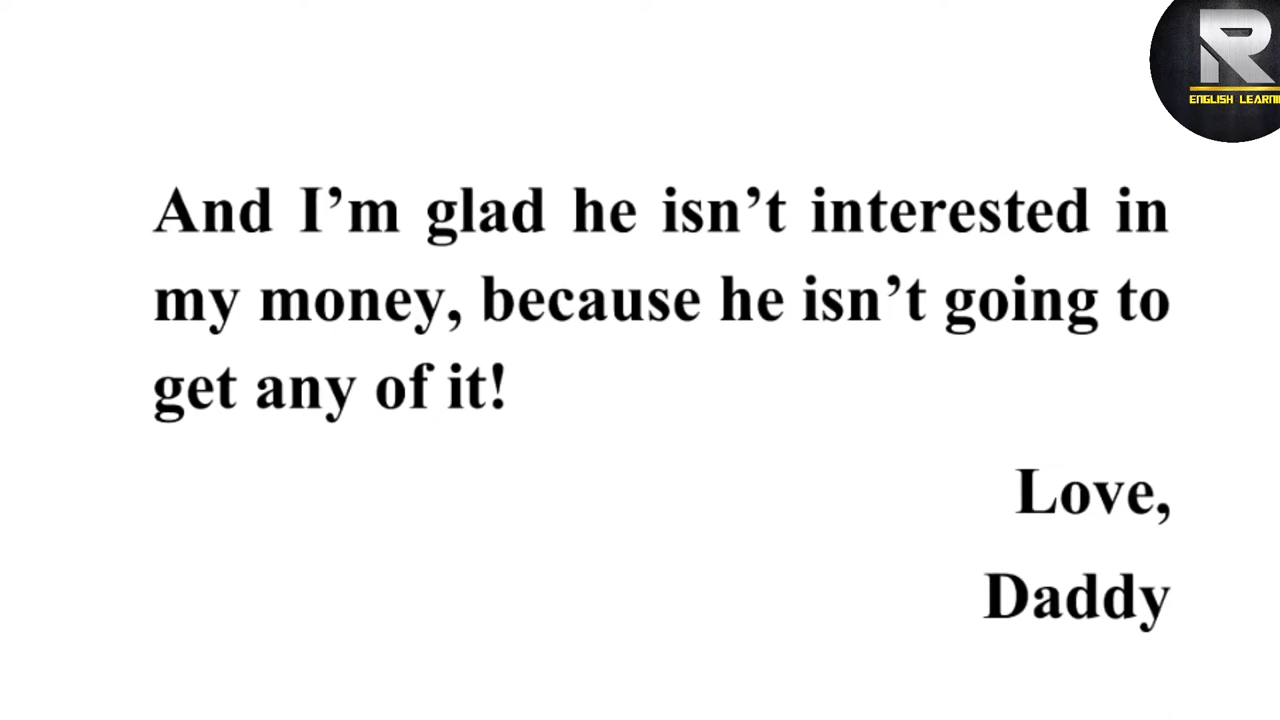 R
ENGLISH LEARNI
And I’m glad he isn’t interested in
my money, because he isn’t going to
get any of it!
Love,
Daddy